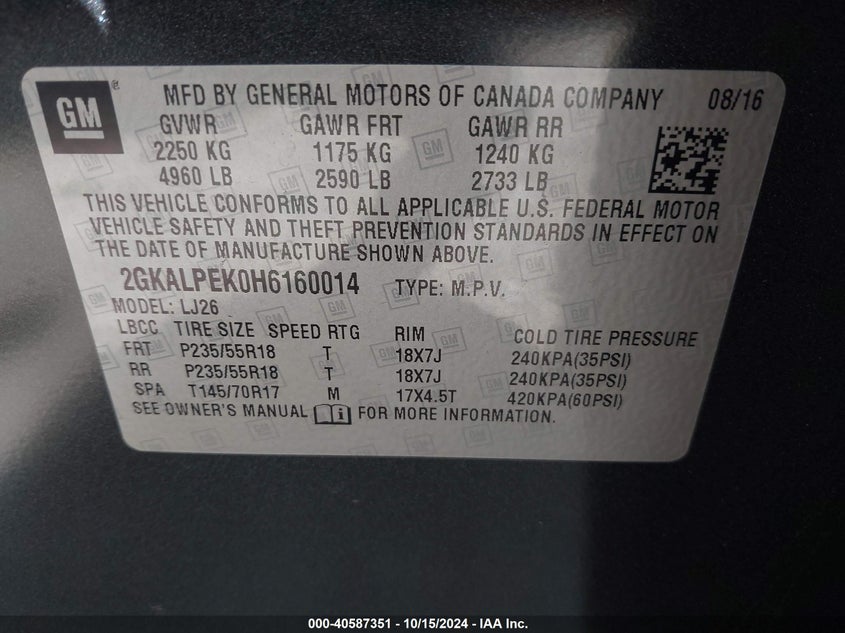 GM
MFD BY GENERAL MOTORS OF CANADA COMPANY 08/16
GVWR GAWR FRT GAWR RR
2250 KG 1175 KG 1240 KG
4960 LB 2590 LB 2733 LB
THIS VEHICLE CONFORMS TO ALL APPLICABLE U.S. FEDERAL MOTOR
VEHICLE SAFETY AND THEFT PREVENTION STANDARDS IN EFFECT ON
THE DATE OF MANUFACTURE SHOWN ABOVE.
2GKALPEK0H6160014 TYPE: M.P.V.
MODEL: LJ26
LBCC TIRE SIZE SPEED RTG RIM COLD TIRE PRESSURE
FRT P235/55R18 T 18X7J 240KPA(35PSI)
RR P235/55R18 T 18X7J 240KPA(35PSI)
SPA T145/70R17 M 17X4.5T 420KPA(60PSI)
SEE OWNER'S MANUAL FOR MORE INFORMATION.
000-40587351 - 10/15/2024 - IAA Inc.